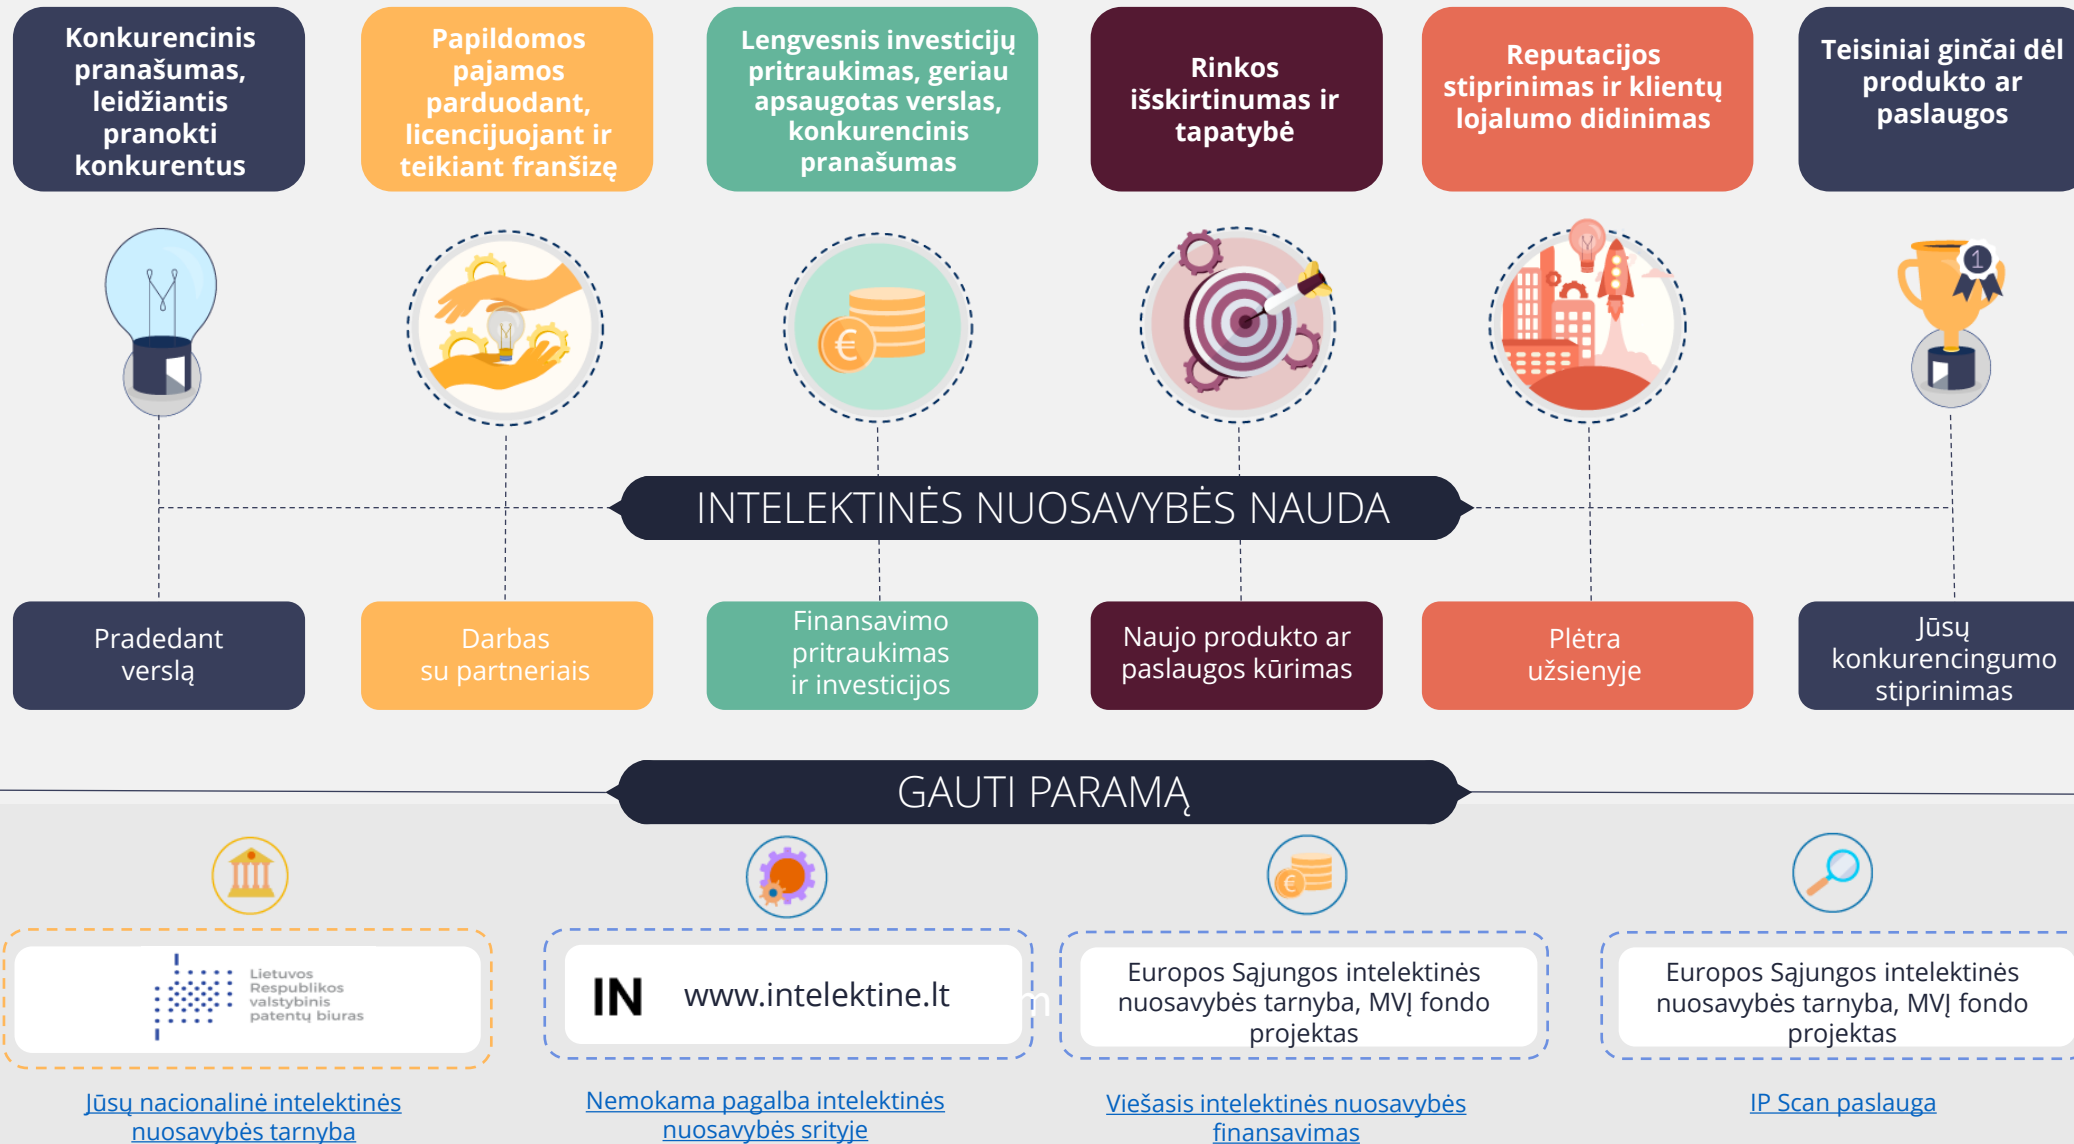 Konkurencinis
pranašumas,
leidžiantis
pranokti
konkurentus
Papildomos
pajamos
parduodant,
licencijuojant ir
teikiant franšizę
Lengvesnis investicijų
pritraukimas, geriau
apsaugotas verslas,
konkurencinis
pranašumas
Rinkos
išskirtinumas ir
tapatybė
Reputacijos
stiprinimas ir klientų
lojalumo didinimas
Teisiniai ginčai dėl
produkto ar
paslaugos
€
1
INTELEKTINĖS NUOSAVYBĖS NAUDA
Pradedant
verslą
Darbas
su partneriais
Finansavimo
pritraukimas
ir investicijos
Naujo produkto ar
paslaugos kūrimas
Plėtra
užsienyje
Jūsų
konkurencingumo
stiprinimas
GAUTI PARAMĄ
€
Lietuvos
Respublikos
valstybinis
patentų biuras
IN www.intelektine.lt m
Europos Sąjungos intelektinės
nuosavybės tarnyba, MVĮ fondo
projektas
Europos Sąjungos intelektinės
nuosavybės tarnyba, MVĮ fondo
projektas
Jūsų nacionalinė intelektinės
nuosavybės tarnyba
Nemokama pagalba intelektinės
nuosavybės srityje
Viešasis intelektinės nuosavybės
finansavimas
IP Scan paslauga